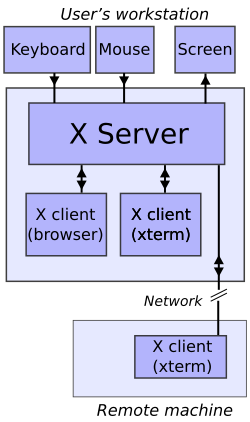 User's workstation
Keyboard Mouse Screen
X Server
X client
(browser)
X client
(xterm)
Network
X client
(xterm)
Remote machine